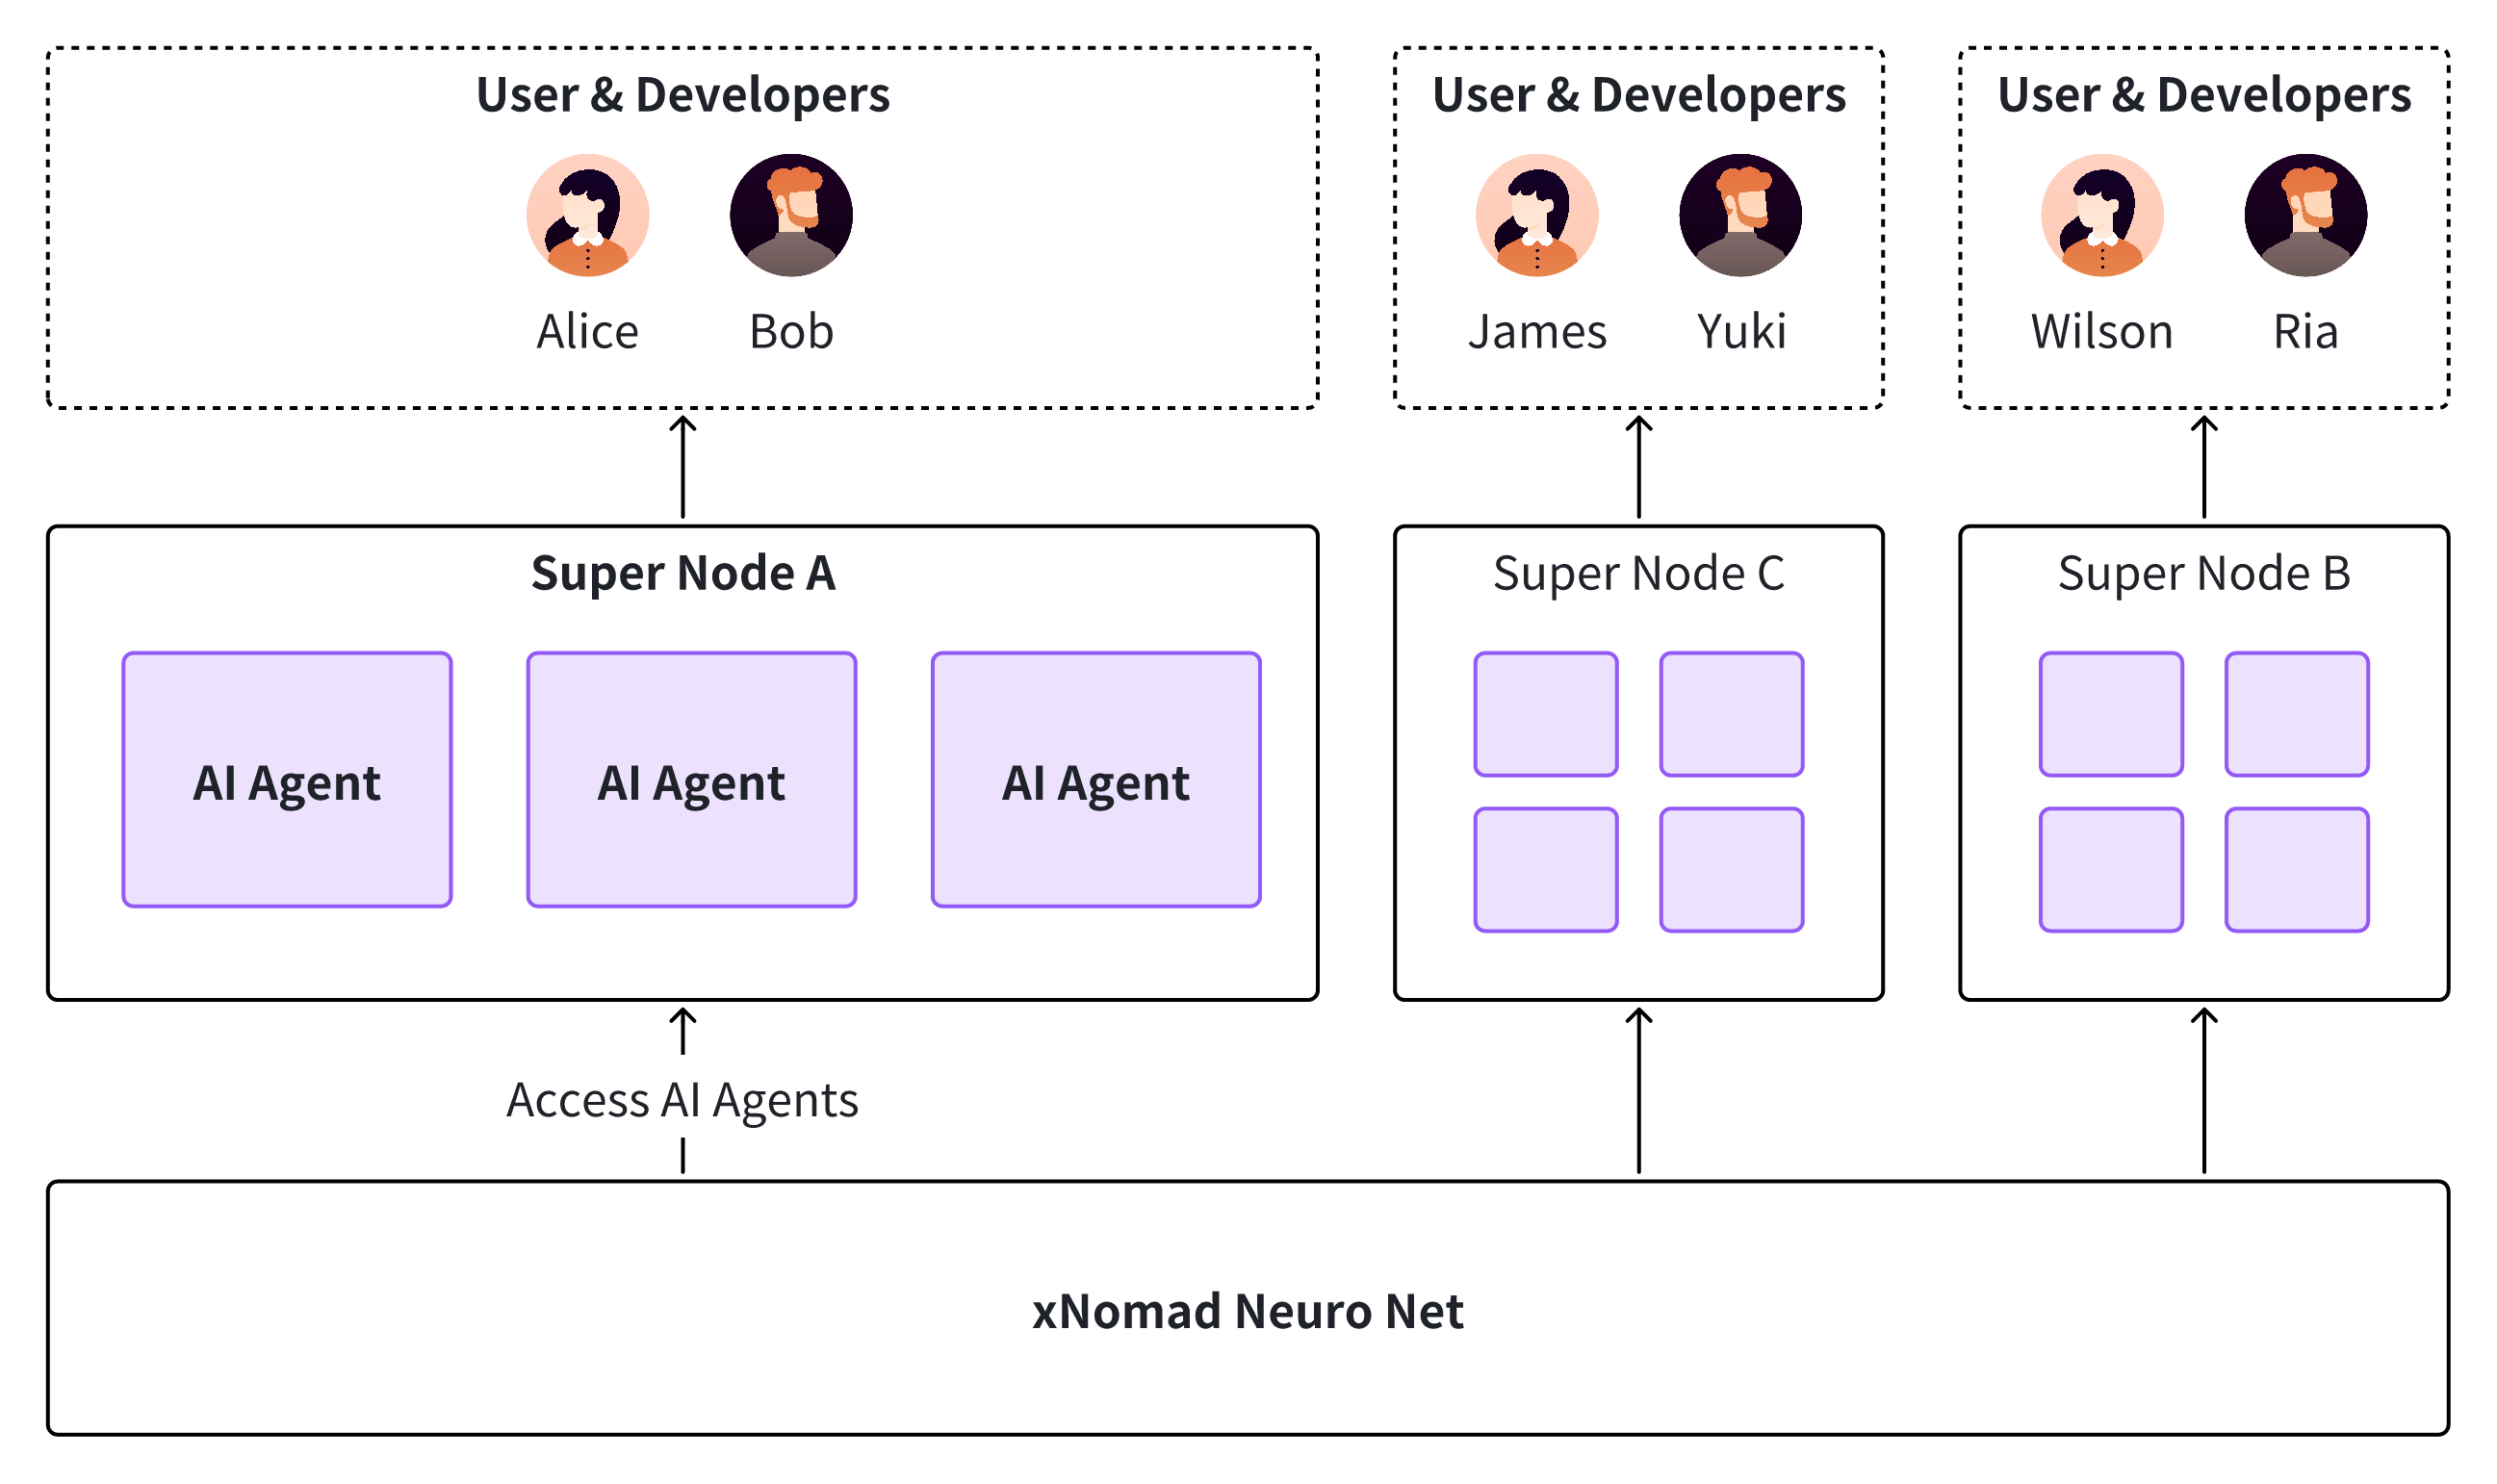 User & Developers
Alice
Bob
User & Developers
James
Yuki
User & Developers
Wilson
Ria
Super Node A
AI Agent
AI Agent
AI Agent
Super Node C
Super Node B
Access AI Agents
xNomad Neuro Net